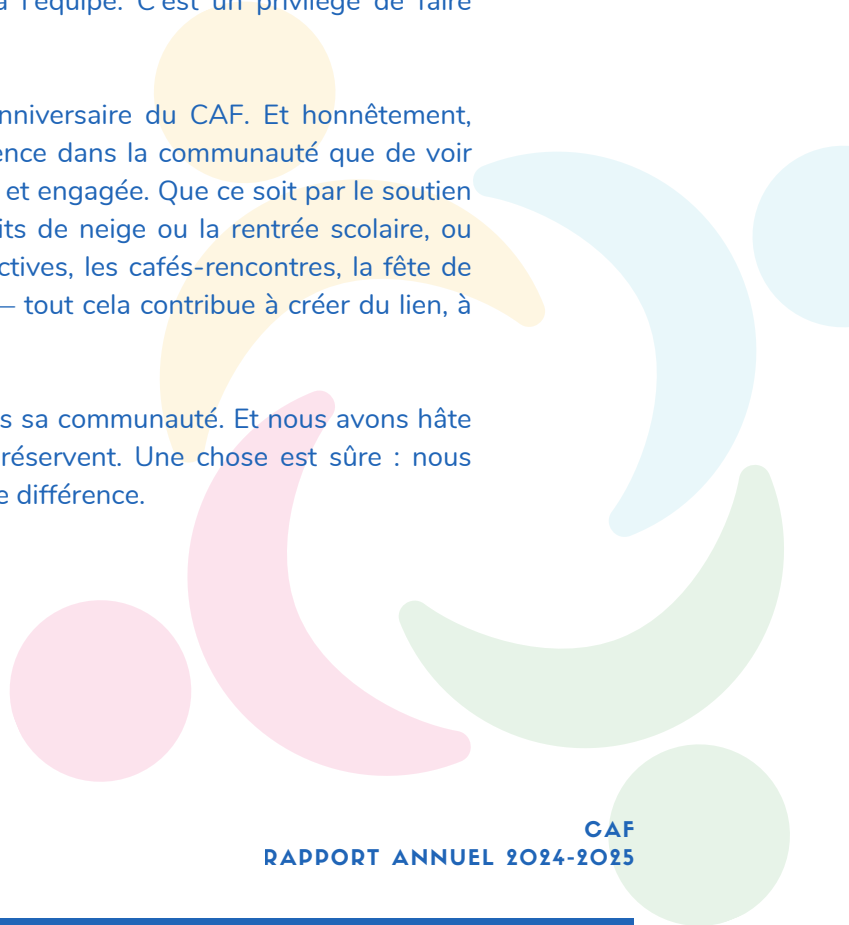 à l'équipe. C'est un privilège de faire
nniversaire du CAF. Et honnêtement,
ence dans la communauté que de voir
et engagée. Que ce soit par le soutien
its de neige ou la rentrée scolaire, ou
ctives, les cafés-rencontres, la fête de
– tout cela contribue à créer du lien, à
s sa communauté. Et nous avons hâte
réservent. Une chose est sûre : nous
e différence.
CAF
RAPPORT ANNUEL 2024-2025